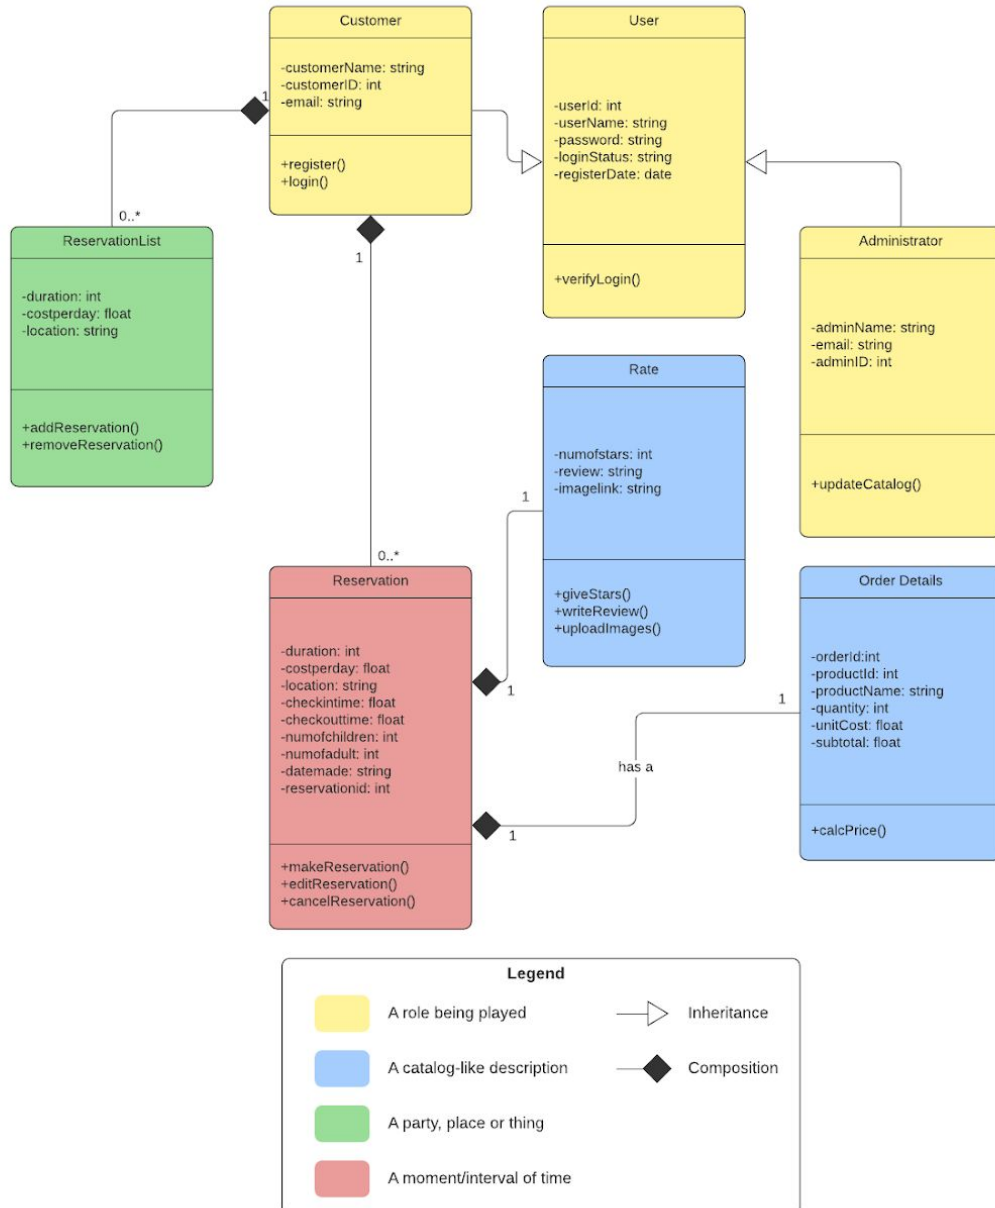 Customer
-customerName: string
-customerID: int
-email: string
+register()
+login()
User
-userId: int
-userName: string
-password: string
-loginStatus: string
-registerDate: date
+verifyLogin()
1
0..*
ReservationList
-duration: int
-costperday: float
-location: string
+addReservation()
+removeReservation()
1
0..*
Administrator
-adminName: string
-email: string
-adminID: int
+updateCatalog()
Rate
-numofstars: int
-review: string
-imagelink: string
+giveStars()
+writeReview()
+uploadImages()
1
1
Reservation
-duration: int
-costperday: float
-location: string
-checkintime: float
-checkouttime: float
-numofchildren: int
-numofadult: int
-datemade: string
-reservationid: int
+makeReservation()
+editReservation()
+cancelReservation()
Order Details
-orderId:int
-productId: int
-productName: string
-quantity: int
-unitCost: float
-subtotal: float
+calcPrice()
1
has a
1
Legend
A role being played
Inheritance
A catalog-like description
Composition
A party, place or thing
A moment/interval of time